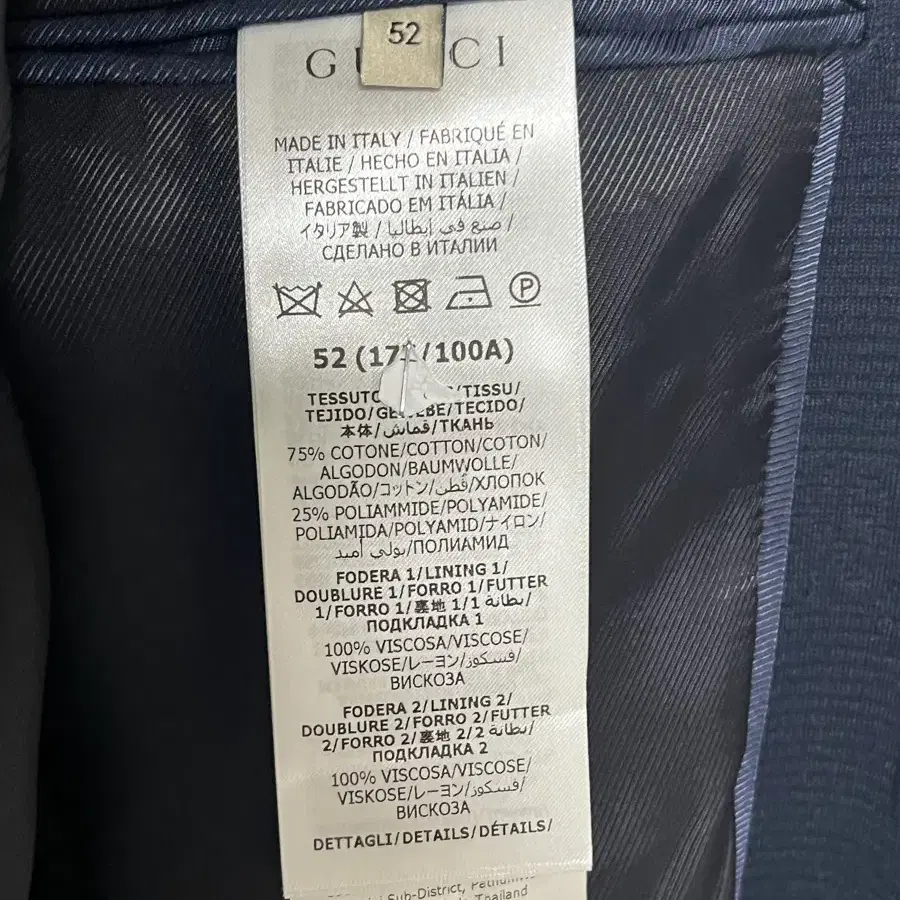 52
GUCCI
MADE IN ITALY / FABRIQUÉ EN
ITALIE / HECHO EN ITALIA /
HERGESTELLT IN ITALIEN /
FABRICADO EM ITÁLIA /
イタリア製 / صنع في إيطاليا /
СДЕЛАНО В ИТАЛИИ
P
52 (17 /100A)
TESSUTO /TISSU/
TEJIDO/GEWEBE/TECIDO/
本体/قماش/ТКАНЬ
75% COTONE/COTTON/COTON/
ALGODON/BAUMWOLLE/
ALGODÃO/コットン/قطن/ХЛОПОК
25% POLIAMMIDE/POLYAMIDE/
POLIAMIDA/POLYAMID/ナイロン/
بولي أميد/ПОЛИАМИД
FODERA 1/LINING 1/
DOUBLURE 1/FORRO 1/FUTTER
1/FORRO 1/裏地 1/1 بطانة/
ПОДКЛАДКА 1
100% VISCOSA/VISCOSE/
VISKOSE/レーヨン/فسكوز/
ВИСКОЗА
FODERA 2/LINING 2/
DOUBLURE 2/FORRO 2/FUTTER
2/FORRO 2/裏地 2/2 بطانة/
ПОДКЛАДКА 2
100% VISCOSA/VISCOSE/
VISKOSE/レーヨン/فسكوز/
ВИСКОЗА
DETTAGLI/DETAILS/DÉTAILS/
Sub-District,
Thailand